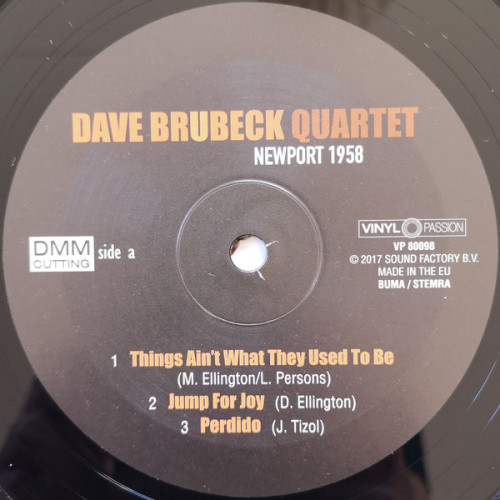 DAVE BRUBECK QUARTET
NEWPORT 1958
DMM
CUTTING
side a
VINYL PASSION
VP 80098
© 2017 SOUND FACTORY B.V.
MADE IN THE EU
BUMA / STEMRA
1 Things Ain't What They Used To Be
(M. Ellington/L. Persons)
2 Jump For Joy (D. Ellington)
3 Perdido (J. TIzol)